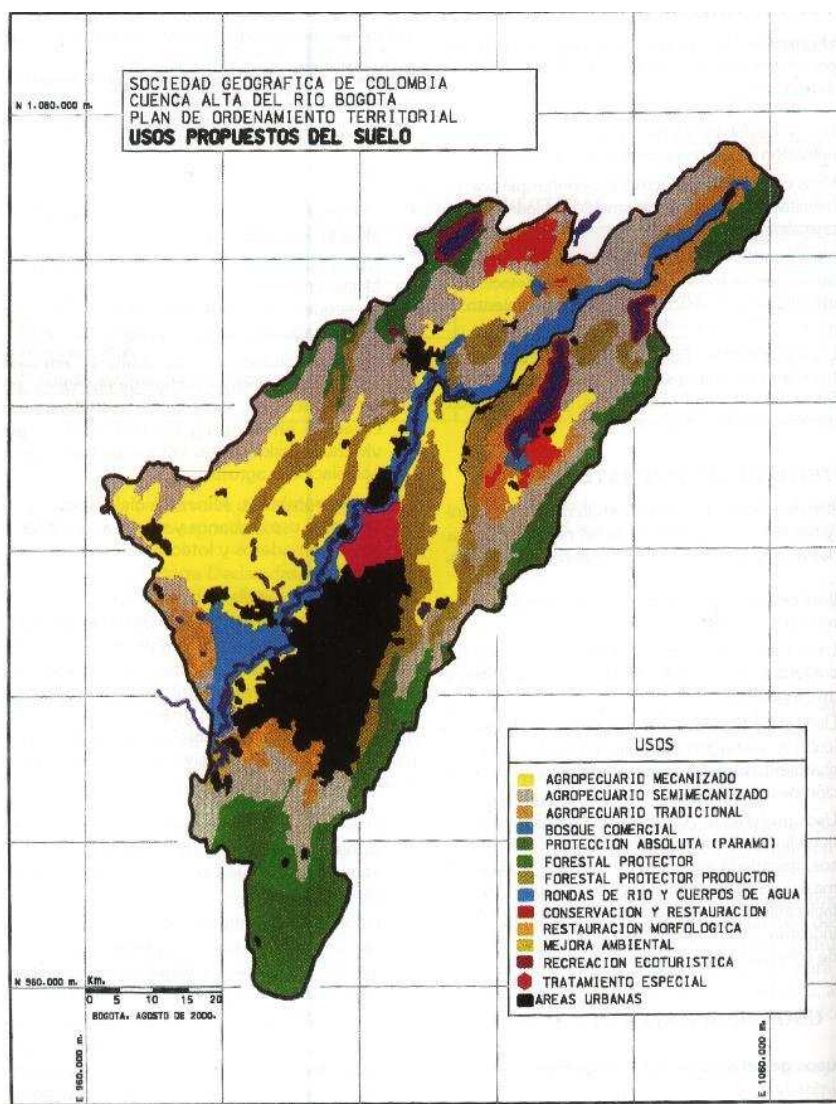 SOCIEDAD GEOGRAFICA DE COLOMBIA
CUENCA ALTA DEL RIO BOGOTA
PLAN DE ORDENAMIENTO TERRITORIAL
USOS PROPUESTOS DEL SUELO
N 1.080.000 m.
USOS
AGROPECUARIO MECANIZADO
AGROPECUARIO SEMIMECANIZADO
AGROPECUARIO TRADICIONAL
BOSQUE COMERCIAL
PROTECCION ABSOLUTA (PARAMO)
FORESTAL PROTECTOR
FORESTAL PROTECTOR PRODUCTOR
RONDAS DE RIO Y CUERPOS DE AGUA
CONSERVACION Y RESTAURACION
RESTAURACION MORFOLOGICA
MEJORA AMBIENTAL
RECREACION ECOTURISTICA
TRATAMIENTO ESPECIAL
AREAS URBANAS
N 960.000 m.
Km.
0 5 10 15 20
BOGOTA. AGOSTO DE 2000.
E 960.000 m.
E 1060.000 m.